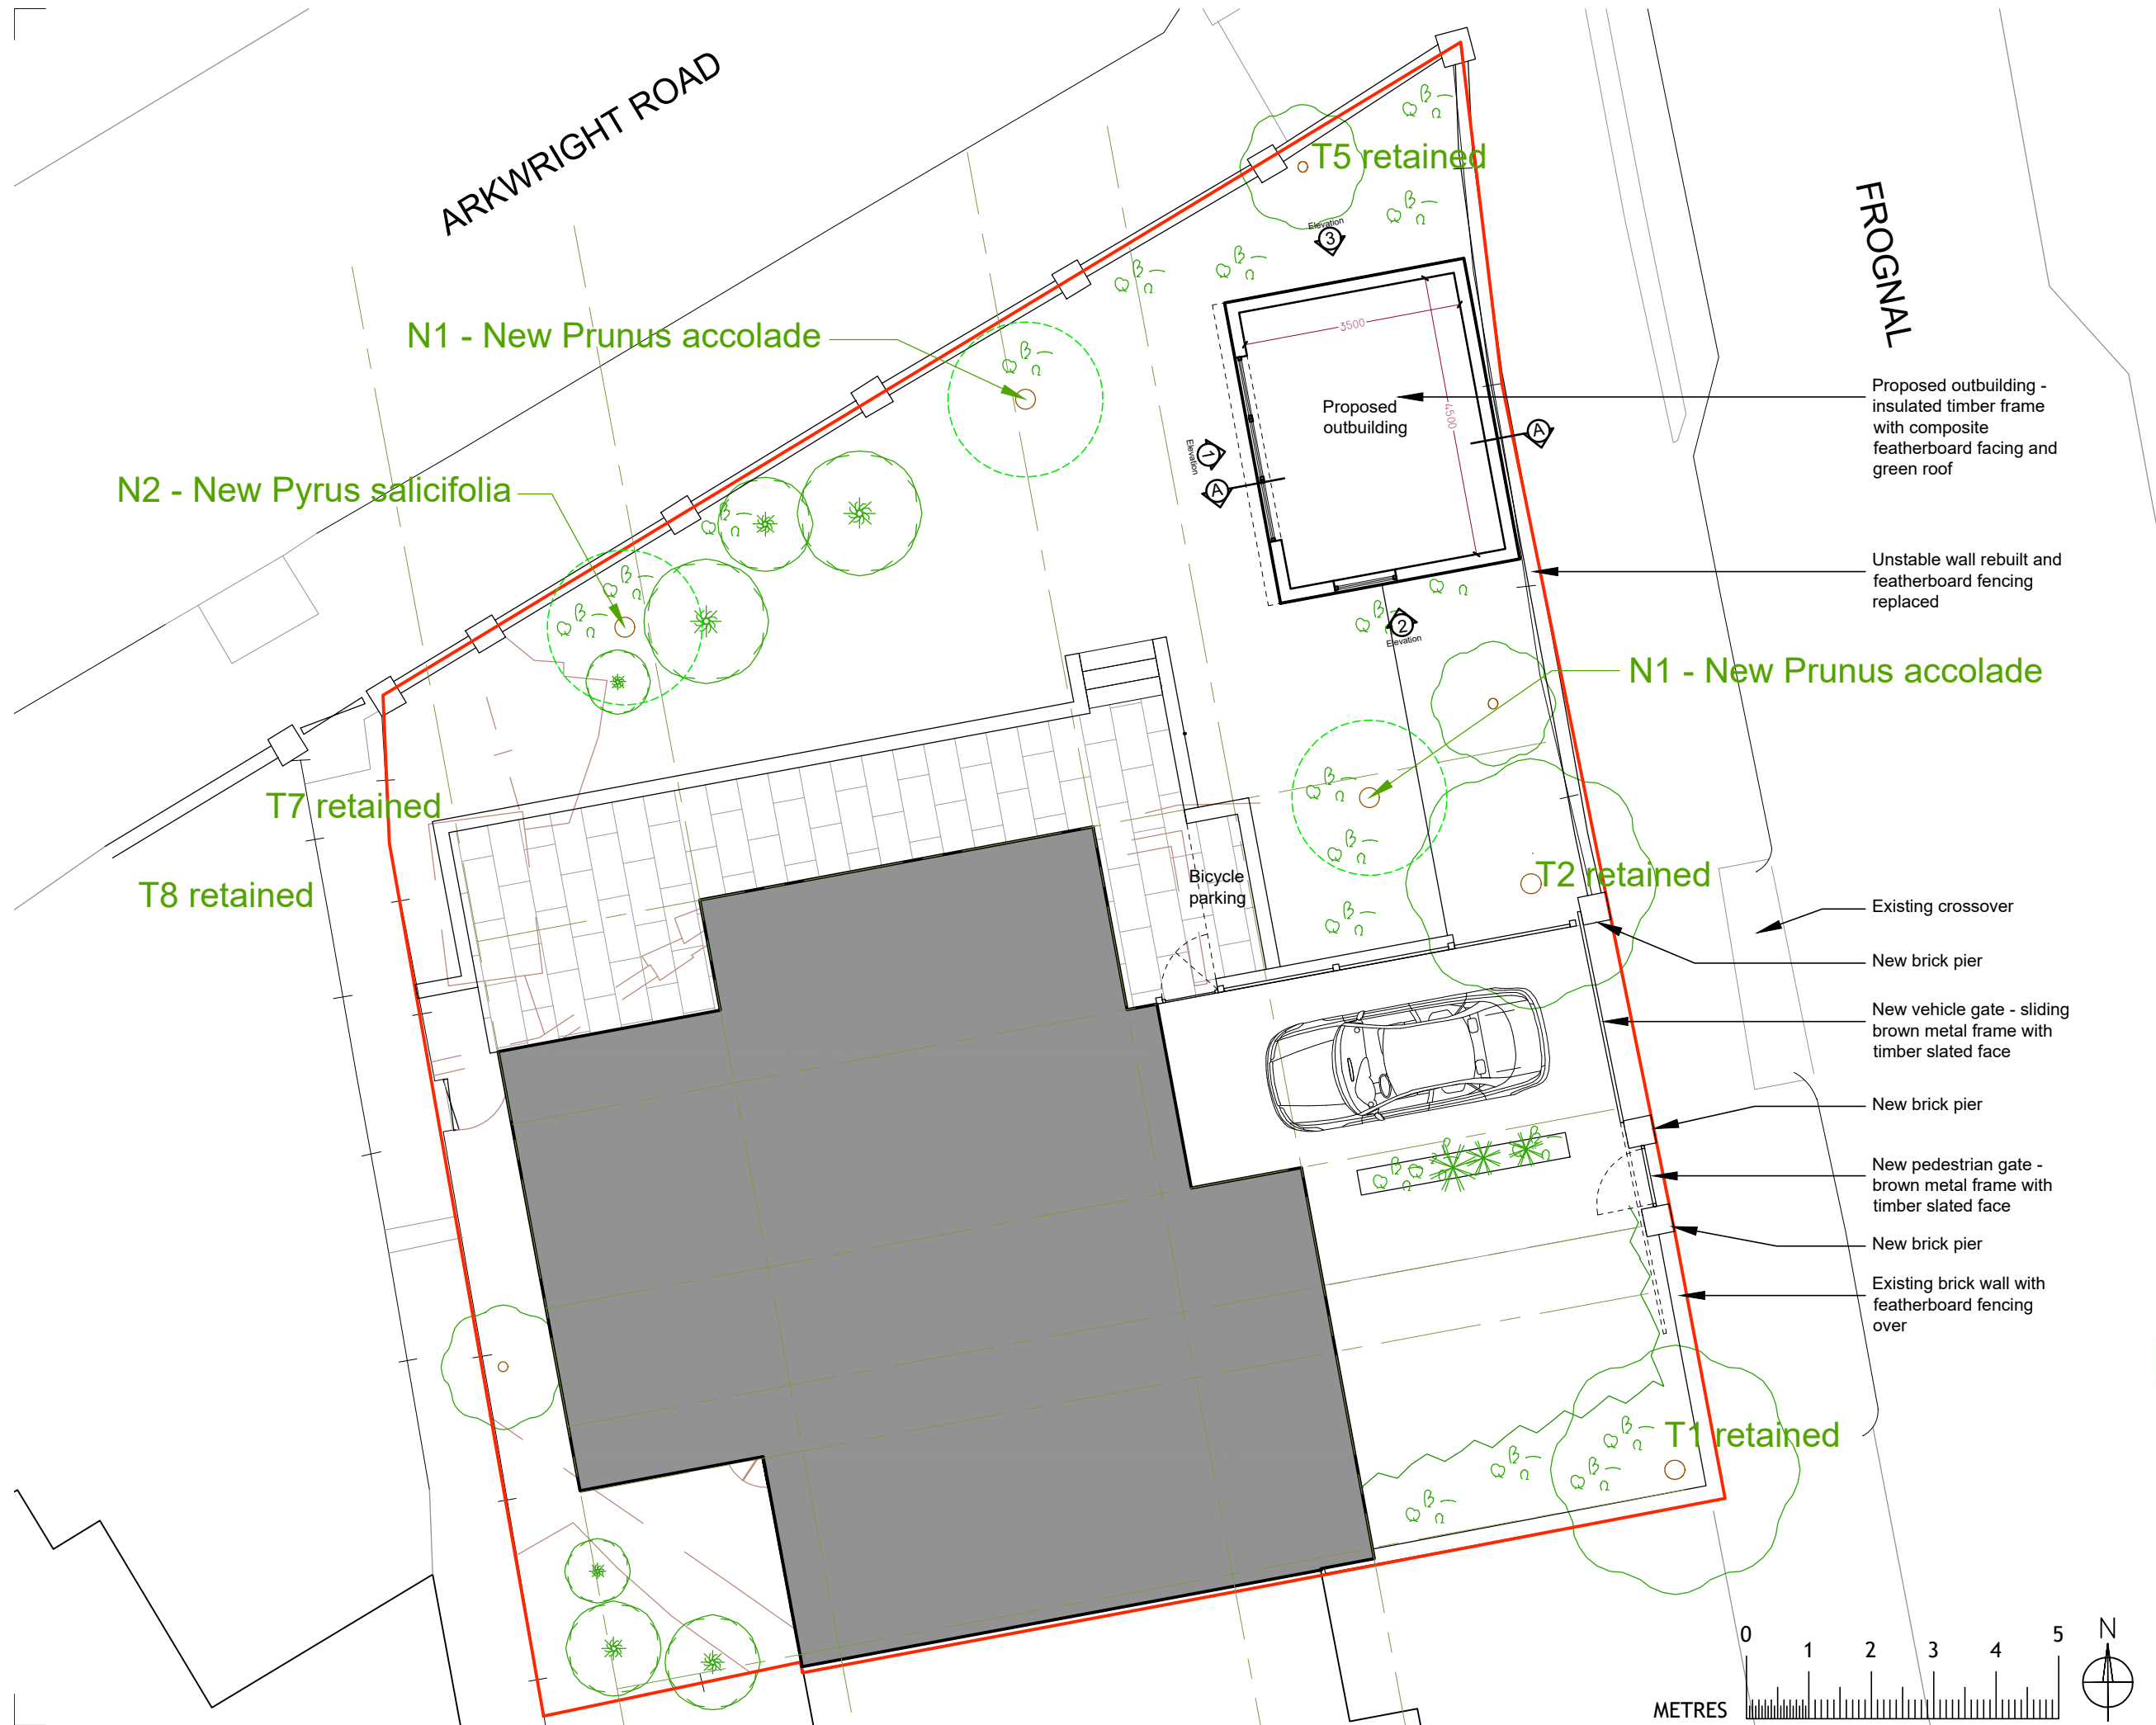 ARKWRIGHT ROAD
FROGNAL
T5 retained
Elevation
3
N1 - New Prunus accolade
3500
4500
Proposed
outbuilding
A
1
Elevation
A
2
Elevation
N2 - New Pyrus salicifolia
Proposed outbuilding -
insulated timber frame
with composite
featherboard facing and
green roof
Unstable wall rebuilt and
featherboard fencing
replaced
N1 - New Prunus accolade
T7 retained
T8 retained
T2 retained
Bicycle
parking
Existing crossover
New brick pier
New vehicle gate - sliding
brown metal frame with
timber slated face
New brick pier
New pedestrian gate -
brown metal frame with
timber slated face
New brick pier
Existing brick wall with
featherboard fencing
over
T1 retained
0 1 2 3 4 5
METRES
N